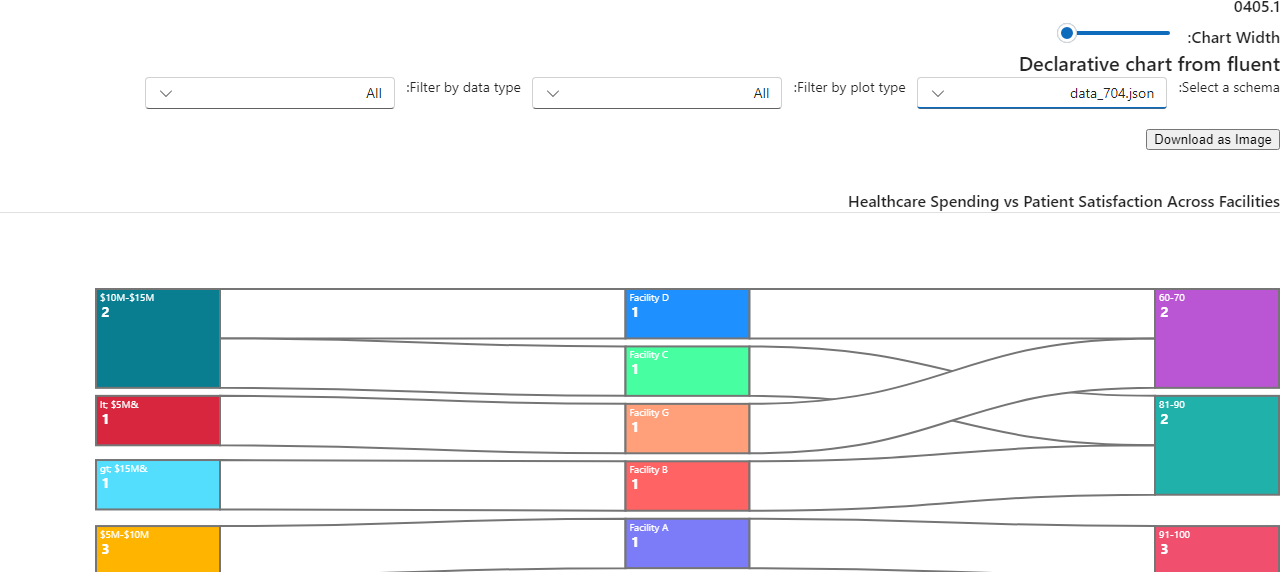 0405.1
:Chart Width
Declarative chart from fluent
:Select a schema
data_704.json
:Filter by plot type
All
:Filter by data type
All
Download as Image
Healthcare Spending vs Patient Satisfaction Across Facilities
$10M-$15M
2
lt; $5M&
1
gt; $15M&
1
$5M-$10M
3
Facility D
1
Facility C
1
Facility G
1
Facility B
1
Facility A
1
60-70
2
81-90
2
91-100
3